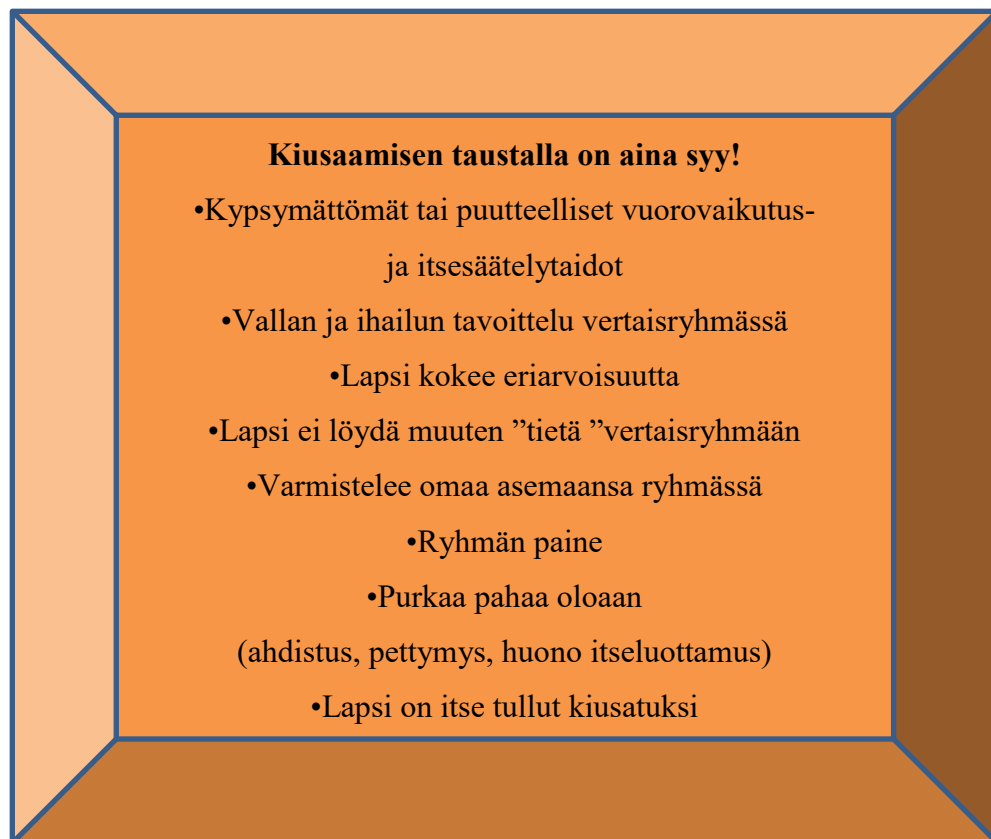 Kiusaamisen taustalla on aina syy!
•Kypsymättömät tai puutteelliset vuorovaikutus-
ja itsesäätelytaidot
•Vallan ja ihailun tavoittelu vertaisryhmässä
•Lapsi kokee eriarvoisuutta
•Lapsi ei löydä muuten ”tietä ”vertaisryhmään
•Varmistelee omaa asemaansa ryhmässä
•Ryhmän paine
•Purkaa pahaa oloaan
(ahdistus, pettymys, huono itseluottamus)
•Lapsi on itse tullut kiusatuksi